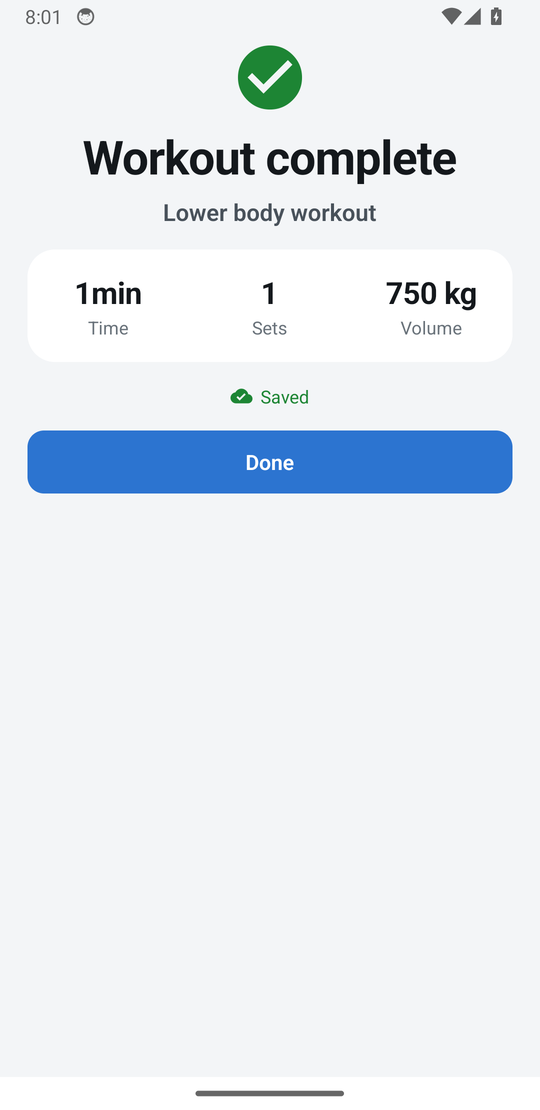 8:01
Workout complete
Lower body workout
1min 1 750 kg
Time Sets Volume
Saved
Done